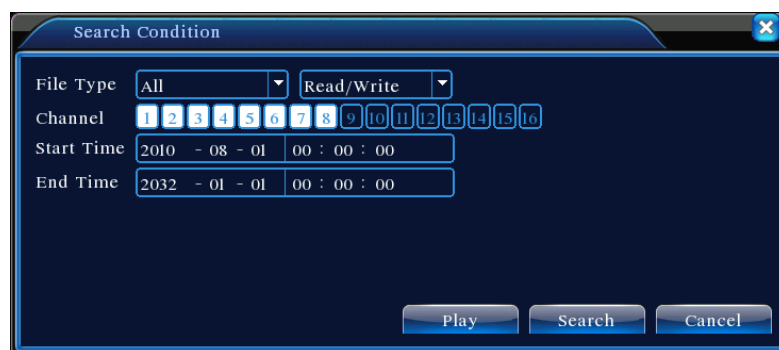 Search Condition
File Type All Read/Write
Channel 1 2 3 4 5 6 7 8 9 10 11 12 13 14 15 16
Start Time 2010 - 08 - 01 00 : 00 : 00
End Time 2032 - 01 - 01 00 : 00 : 00
Play Search Cancel